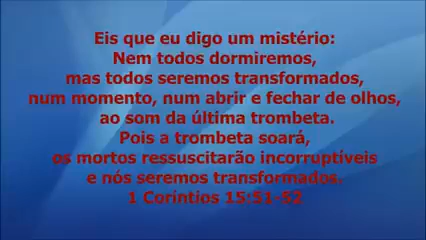 Eis que eu digo um mistério:
Nem todos dormiremos,
mas todos seremos transformados,
num momento, num abrir e fechar de olhos,
ao som da última trombeta.
Pois a trombeta soará,
os mortos ressuscitarão incorruptíveis
e nós seremos transformados.
1 Coríntios 15:51-52